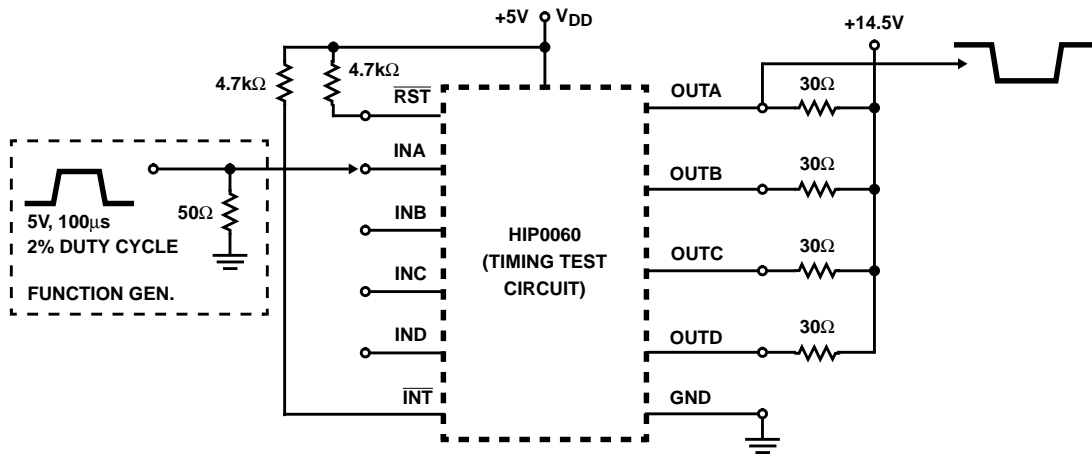 +5V
V_DD
+14.5V
4.7kΩ
4.7kΩ
RST
OUTA
30Ω
INA
50Ω
5V, 100μs
2% DUTY CYCLE
FUNCTION GEN.
INB
OUTB
30Ω
HIP0060
(TIMING TEST
CIRCUIT)
INC
OUTC
30Ω
IND
OUTD
30Ω
INT
GND